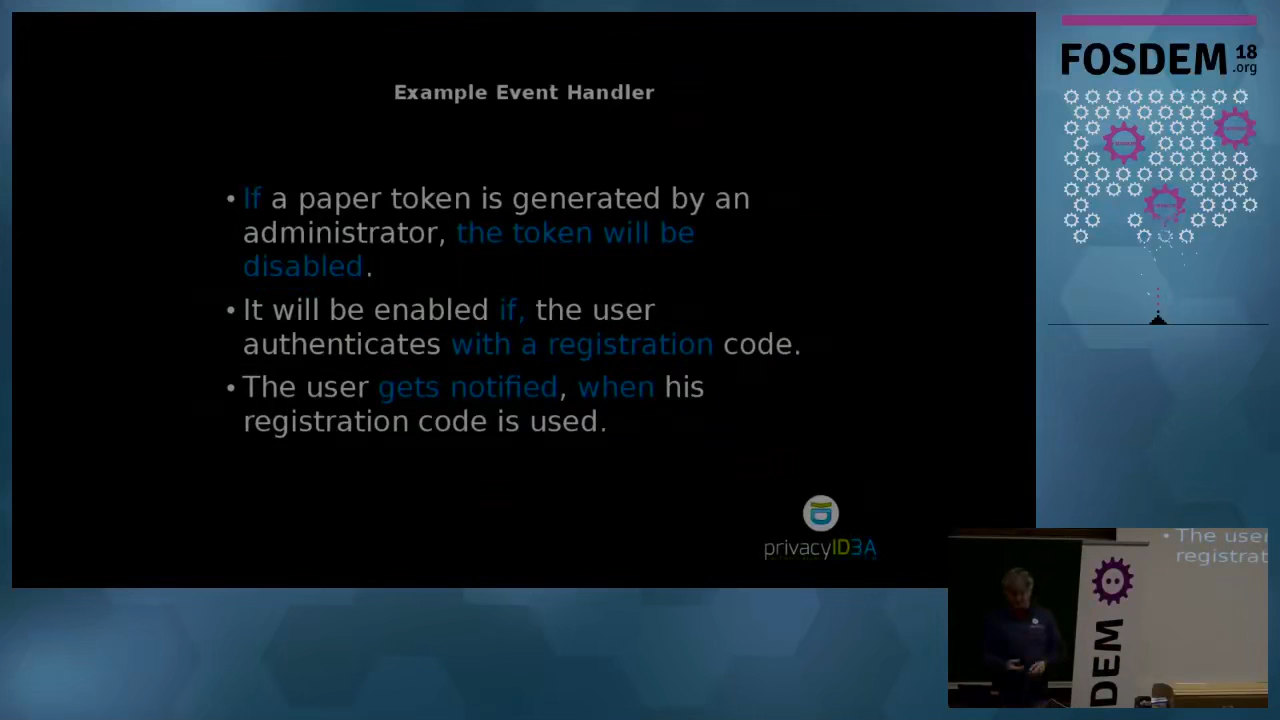 Example Event Handler
• If a paper token is generated by an
administrator, the token will be
disabled.
• It will be enabled if, the user
authenticates with a registration code.
• The user gets notified, when his
registration code is used.
privacyID3A
FOSDEM 18
.org
• The user
registrat
DEM